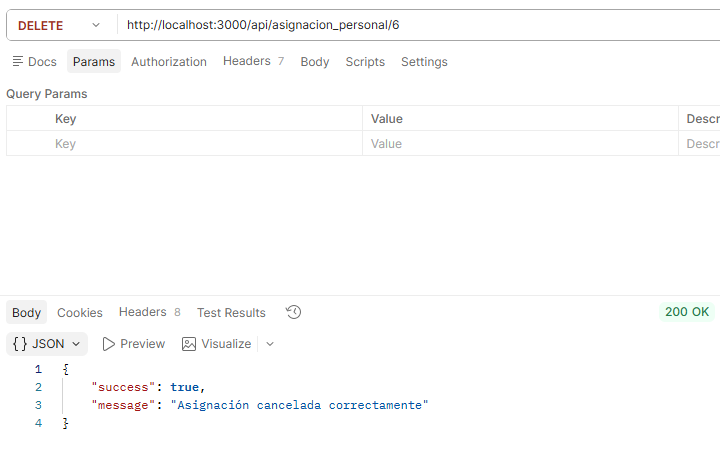 DELETE http://localhost:3000/api/asignacion_personal/6
Docs Params Authorization Headers 7 Body Scripts Settings
Query Params
Key Value Descr
Key Value Descr
Body Cookies Headers 8 Test Results 200 OK
{} JSON Preview Visualize
1 {
2 "success": true,
3 "message": "Asignación cancelada correctamente"
4 }